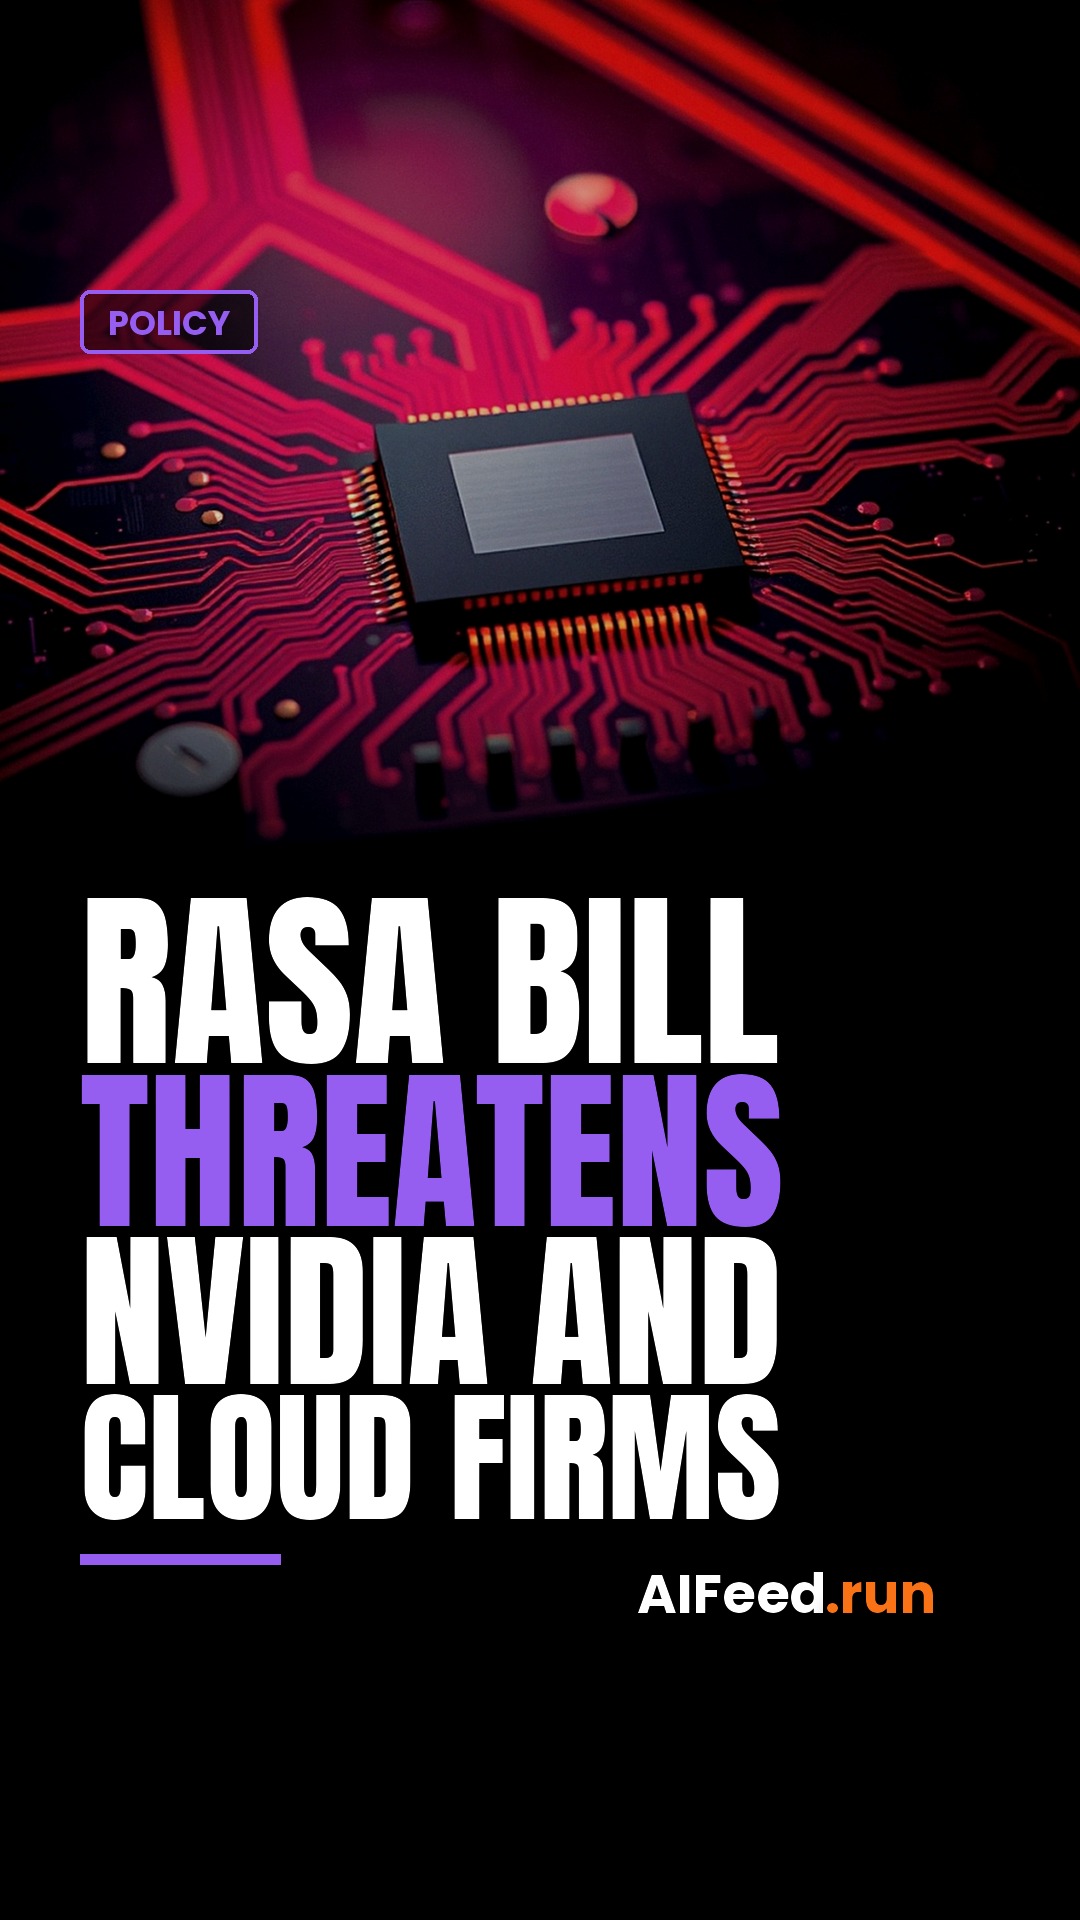 POLICY
RASA BILL
THREATENS
NVIDIA AND
CLOUD FIRMS
AIFeed.run